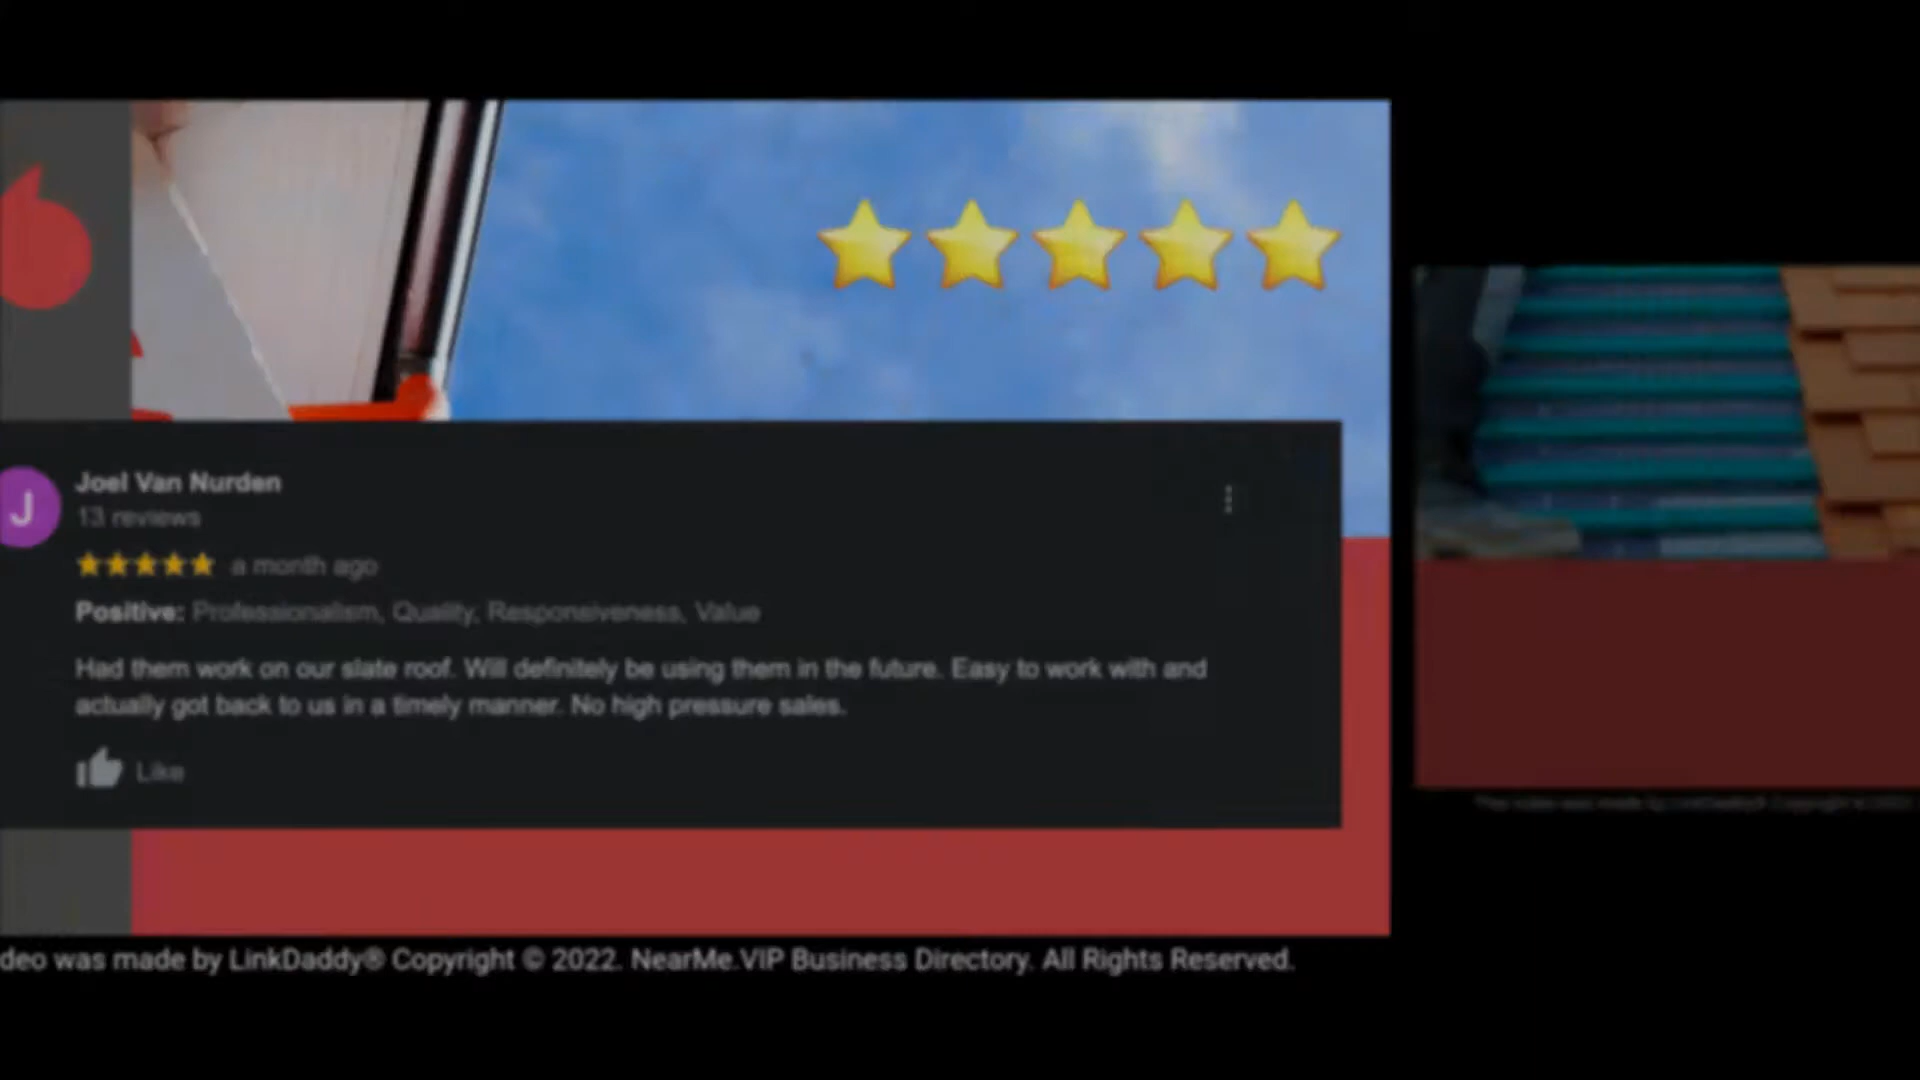 J
Joel Van Nurden
13 reviews
a month ago
Positive: Professionalism, Quality, Responsiveness, Value
Had them work on our slate roof. Will definitely be using them in the future. Easy to work with and
actually got back to us in a timely manner. No high pressure sales.
Like
deo was made by LinkDaddy® Copyright © 2022. NearMe.VIP Business Directory. All Rights Reserved.